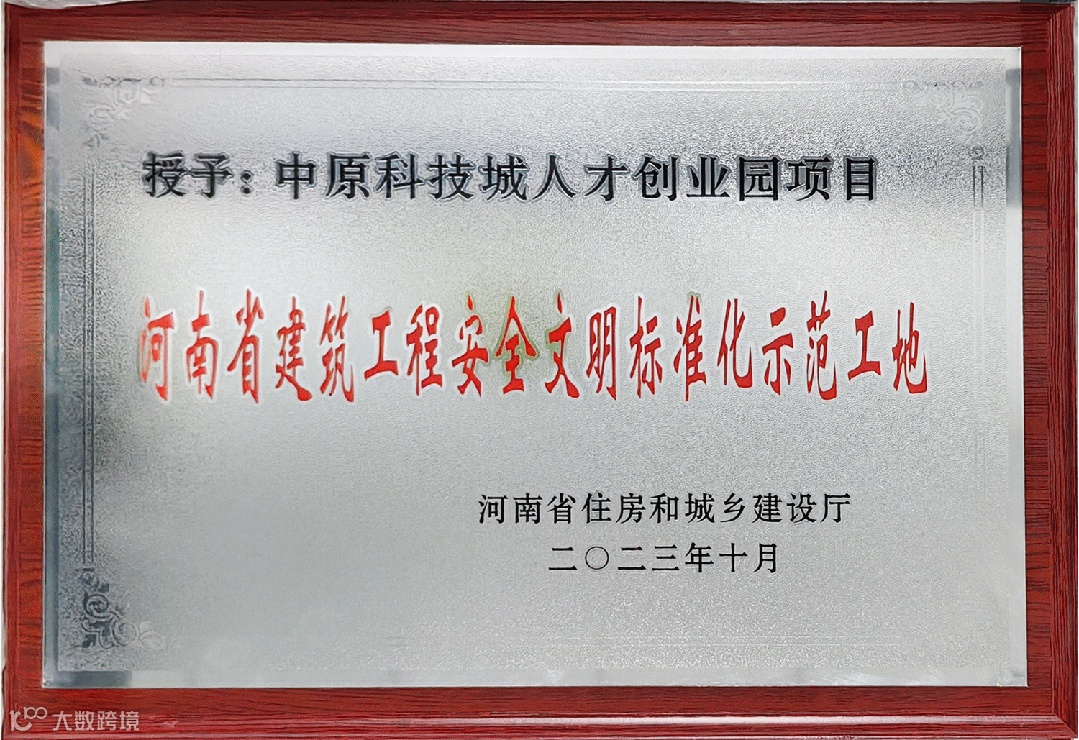 授予：中原科技城人才创业园项目
河南省建筑工程安全文明标准化示范工地
河南省住房和城乡建设厅
二〇二三年十月
大数跨境